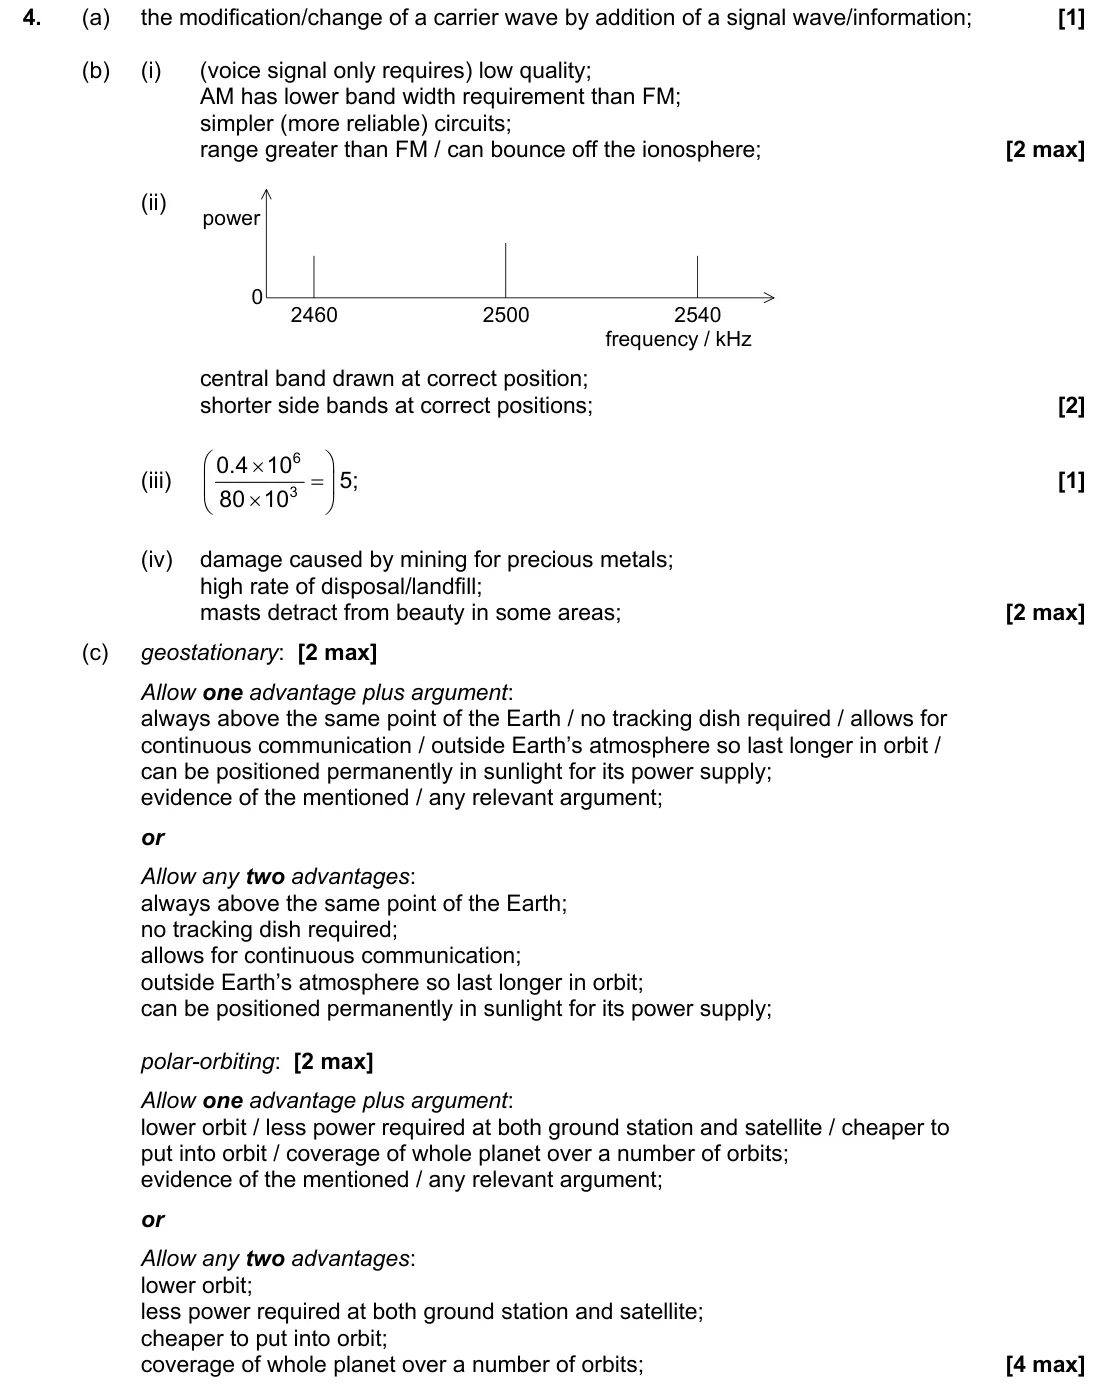 4. (a) the modification/change of a carrier wave by addition of a signal wave/information; [1]
(b) (i) (voice signal only requires) low quality;
AM has lower band width requirement than FM;
simpler (more reliable) circuits;
range greater than FM / can bounce off the ionosphere; [2 max]
(ii)
power
0
2460 2500 2540
frequency / kHz
central band drawn at correct position;
shorter side bands at correct positions; [2]
(iii) (0.4 × 10⁶ / 80 × 10³ =) 5; [1]
(iv) damage caused by mining for precious metals;
high rate of disposal/landfill;
masts detract from beauty in some areas; [2 max]
(c) geostationary: [2 max]
Allow one advantage plus argument:
always above the same point of the Earth / no tracking dish required / allows for
continuous communication / outside Earth's atmosphere so last longer in orbit /
can be positioned permanently in sunlight for its power supply;
evidence of the mentioned / any relevant argument;
or
Allow any two advantages:
always above the same point of the Earth;
no tracking dish required;
allows for continuous communication;
outside Earth's atmosphere so last longer in orbit;
can be positioned permanently in sunlight for its power supply;
polar-orbiting: [2 max]
Allow one advantage plus argument:
lower orbit / less power required at both ground station and satellite / cheaper to
put into orbit / coverage of whole planet over a number of orbits;
evidence of the mentioned / any relevant argument;
or
Allow any two advantages:
lower orbit;
less power required at both ground station and satellite;
cheaper to put into orbit;
coverage of whole planet over a number of orbits; [4 max]